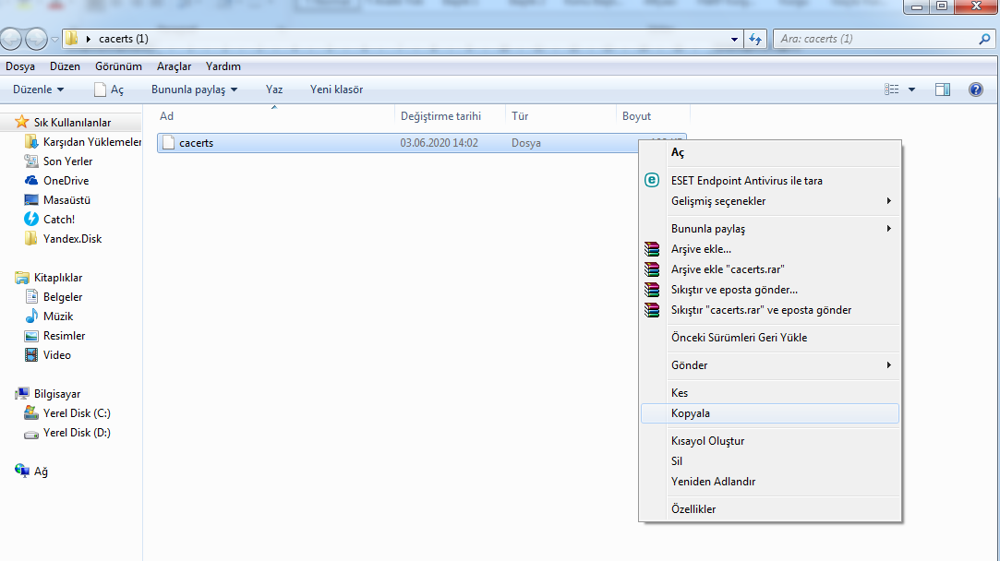 cacerts (1)
Ara: cacerts (1)
Dosya Düzen Görünüm Araçlar Yardım
Düzenle Aç Bununla paylaş Yaz Yeni klasör
Ad Değiştirme tarihi Tür Boyut
cacerts 03.06.2020 14:02 Dosya
Sık Kullanılanlar
Karşıdan Yüklemeler
Son Yerler
OneDrive
Masaüstü
Catch!
Yandex.Disk
Kitaplıklar
Belgeler
Müzik
Resimler
Video
Bilgisayar
Yerel Disk (C:)
Yerel Disk (D:)
Ağ
Aç
ESET Endpoint Antivirus ile tara
Gelişmiş seçenekler
Bununla paylaş
Arşive ekle...
Arşive ekle "cacerts.rar"
Sıkıştır ve eposta gönder...
Sıkıştır "cacerts.rar" ve eposta gönder
Önceki Sürümleri Geri Yükle
Gönder
Kes
Kopyala
Kısayol Oluştur
Sil
Yeniden Adlandır
Özellikler